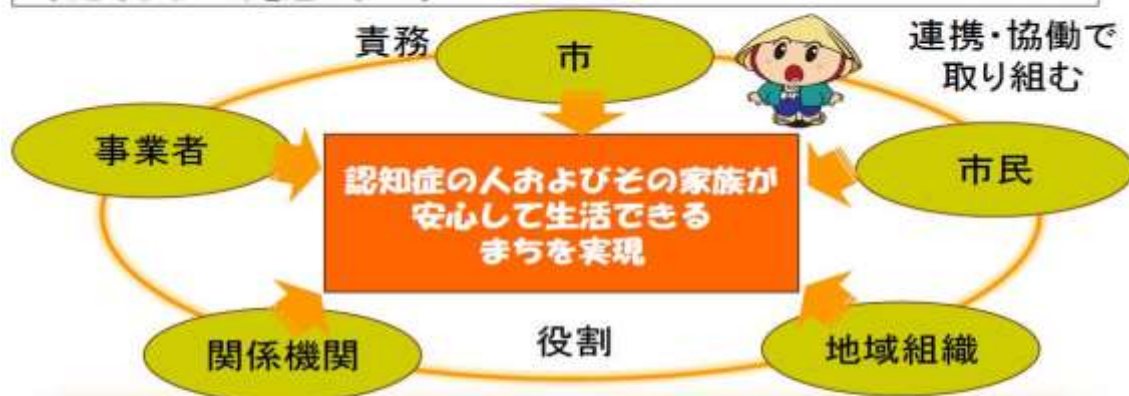 責務
市
連携・協働で
取り組む
事業者
市民
認知症の人およびその家族が
安心して生活できる
まちを実現
関係機関
役割
地域組織